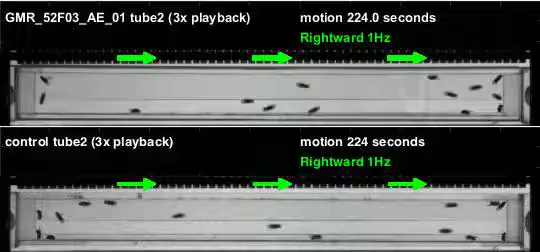 GMR_52F03_AE_01 tube2 (3x playback)
motion 224.0 seconds
Rightward 1Hz
control tube2 (3x playback)
motion 224 seconds
Rightward 1Hz